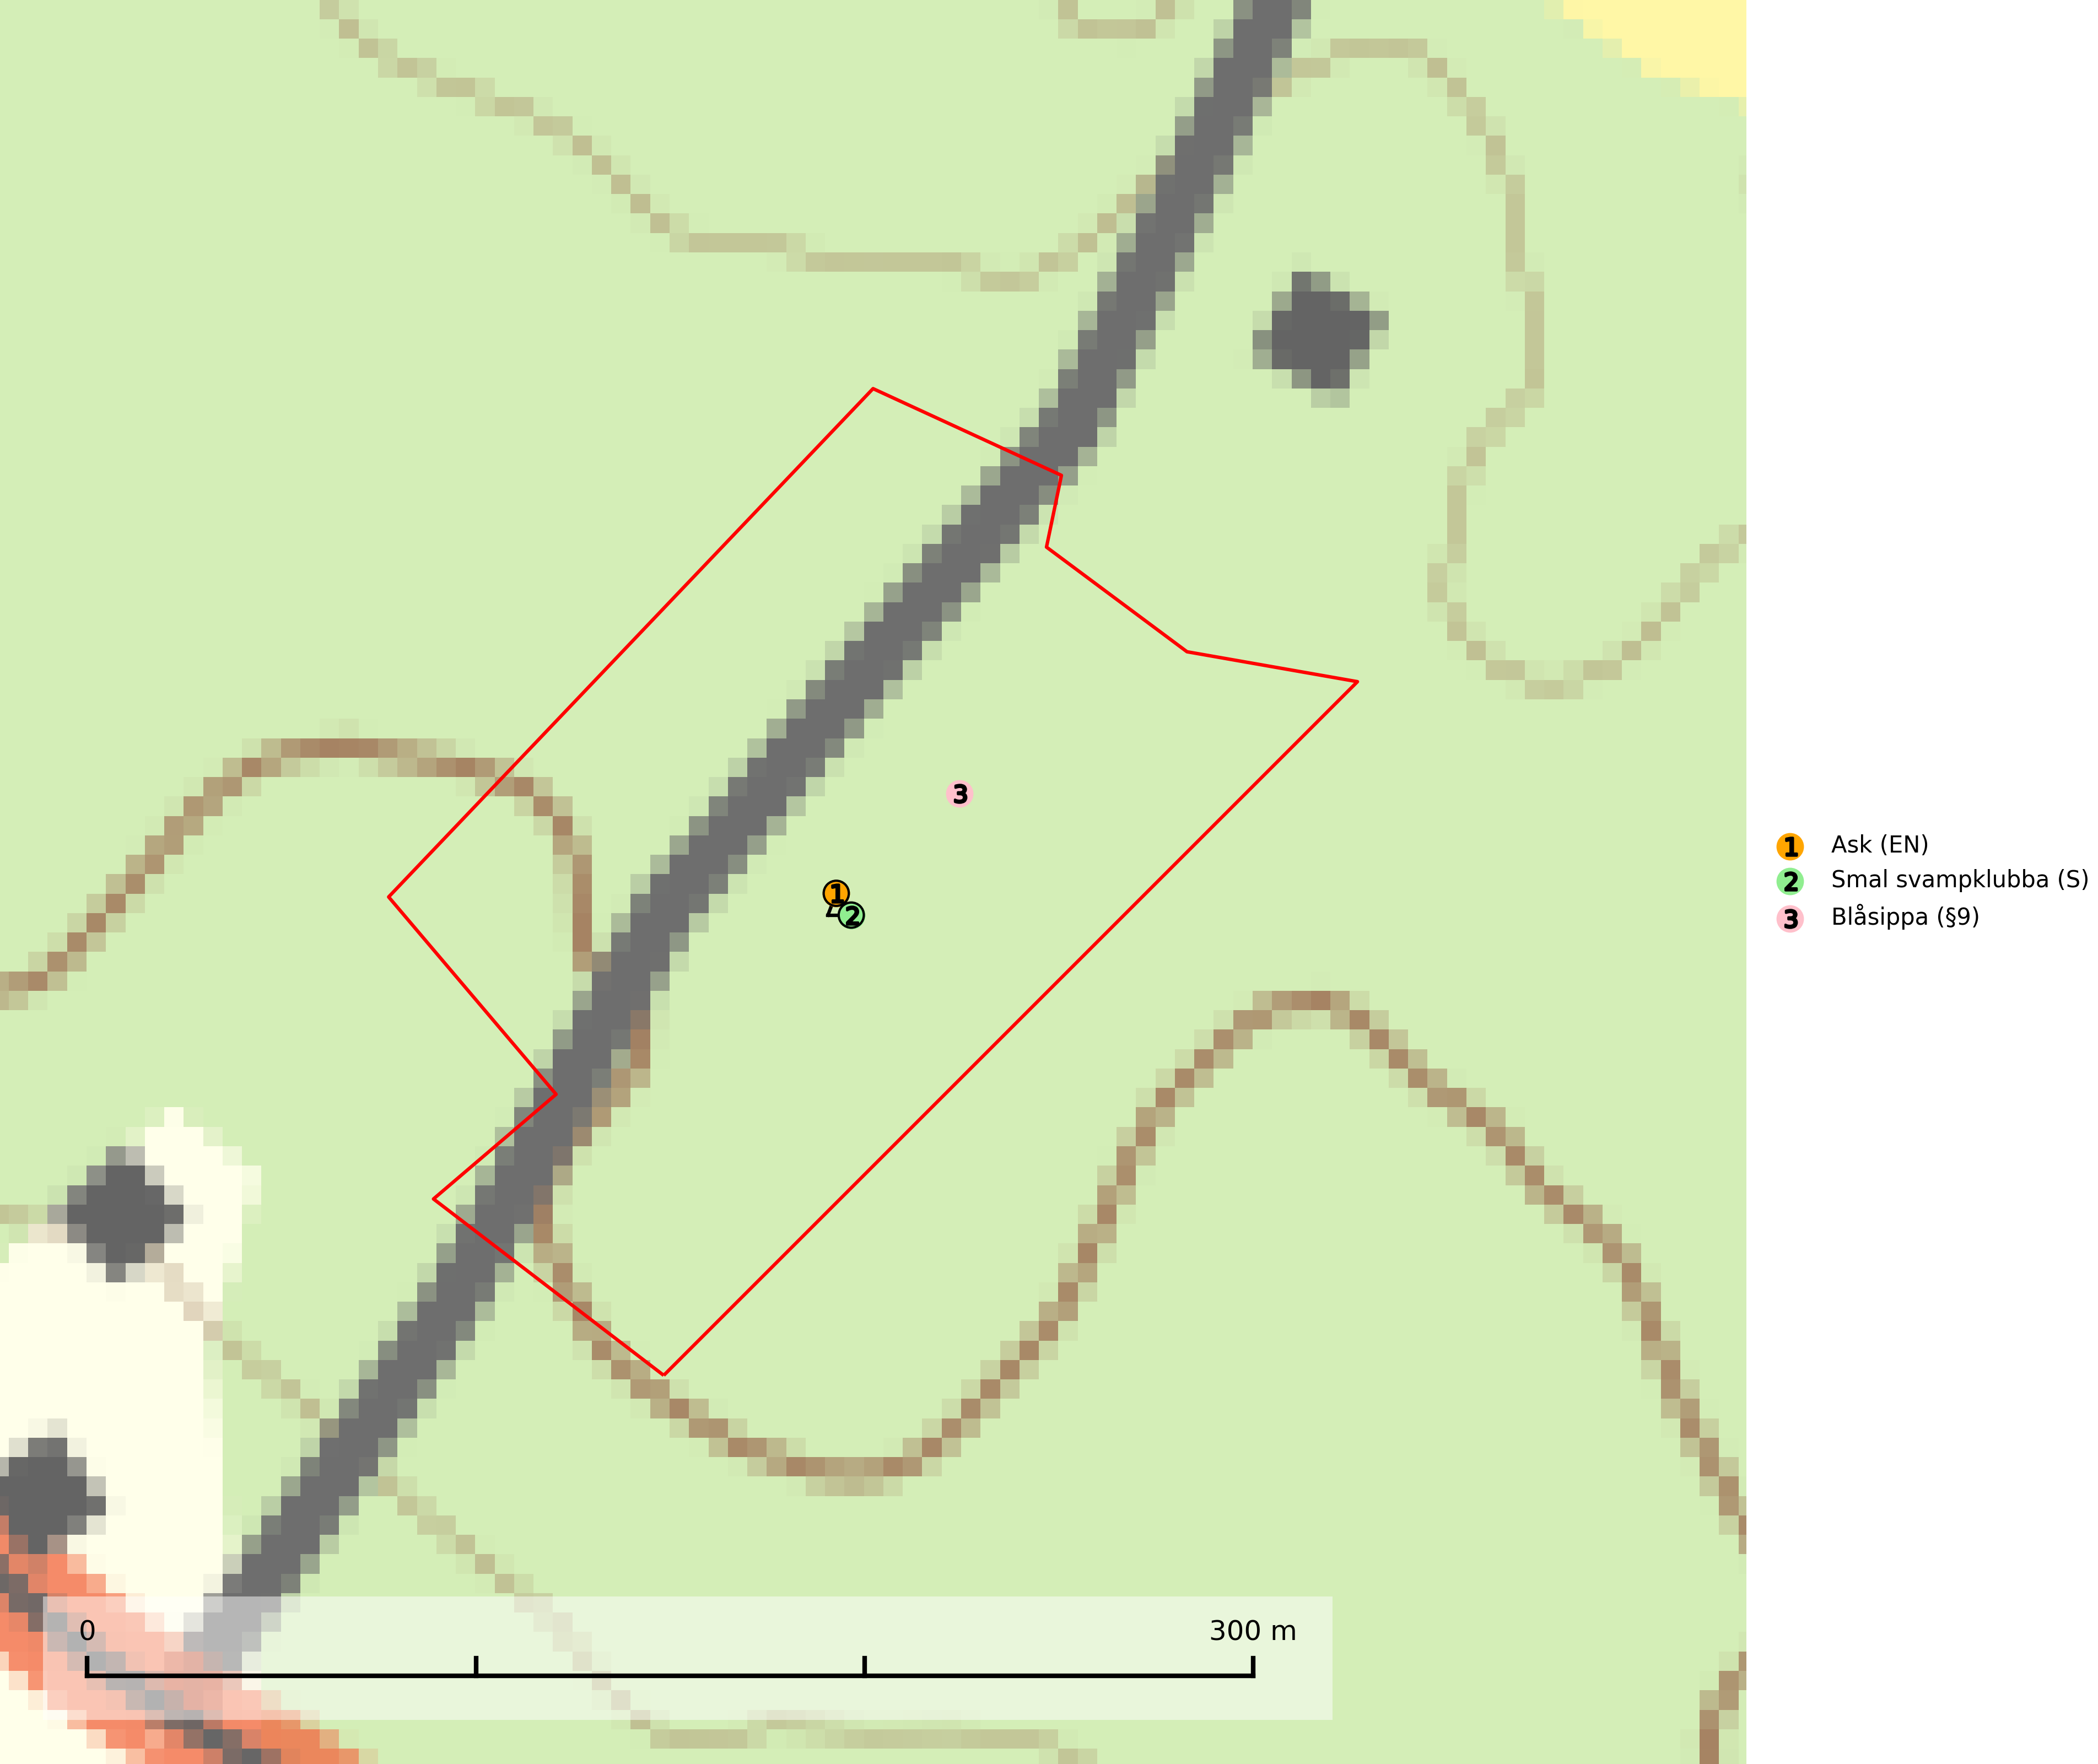 3
1
2
1 Ask (EN)
2 Smal svampklubba (S)
3 Blåsippa (§9)
0 300 m